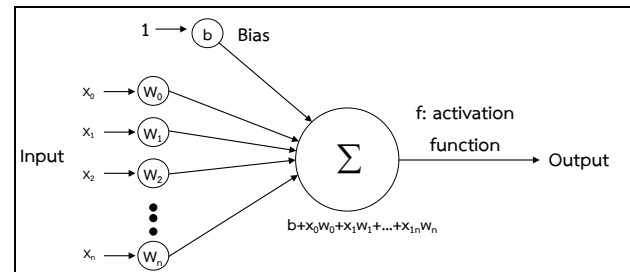 1 b Bias
x₀ W₀
x₁ W₁
Input
x₂ W₂
xₙ Wₙ
Σ
f: activation
function
Output
b+x₀w₀+x₁w₁+...+x₁ₙwₙ